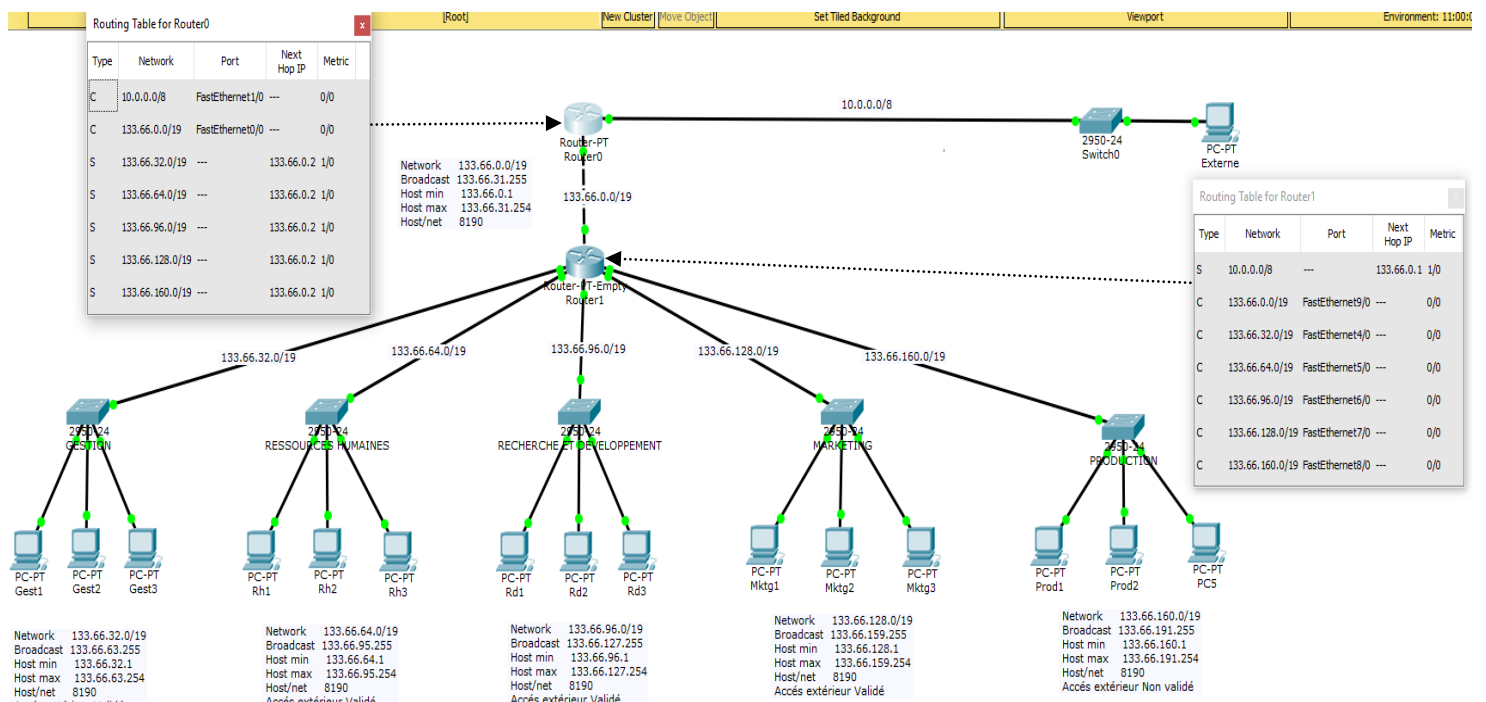 [Root]
New Cluster
Move Object
Set Tiled Background
Viewport
Environment: 11:00:
Routing Table for Router0
x
Type Network Port Next Hop IP Metric
C 10.0.0.0/8 FastEthernet1/0 --- 0/0
C 133.66.0.0/19 FastEthernet0/0 --- 0/0
S 133.66.32.0/19 --- 133.66.0.2 1/0
S 133.66.64.0/19 --- 133.66.0.2 1/0
S 133.66.96.0/19 --- 133.66.0.2 1/0
S 133.66.128.0/19 --- 133.66.0.2 1/0
S 133.66.160.0/19 --- 133.66.0.2 1/0
Router-PT
Router0
10.0.0.0/8
2950-24
Switch0
PC-PT
Externe
Network 133.66.0.0/19
Broadcast 133.66.31.255
Host min 133.66.0.1
Host max 133.66.31.254
Host/net 8190
133.66.0.0/19
Router-PT-Empty
Router1
Routing Table for Router1
x
Type Network Port Next Hop IP Metric
S 10.0.0.0/8 --- 133.66.0.1 1/0
C 133.66.0.0/19 FastEthernet9/0 --- 0/0
C 133.66.32.0/19 FastEthernet4/0 --- 0/0
C 133.66.64.0/19 FastEthernet5/0 --- 0/0
C 133.66.96.0/19 FastEthernet6/0 --- 0/0
C 133.66.128.0/19 FastEthernet7/0 --- 0/0
C 133.66.160.0/19 FastEthernet8/0 --- 0/0
133.66.32.0/19
133.66.64.0/19
133.66.96.0/19
133.66.128.0/19
133.66.160.0/19
2950-24
GESTION
2950-24
RESSOURCES HUMAINES
2950-24
RECHERCHE ET DEVELOPPEMENT
2950-24
MARKETING
2950-24
PRODUCTION
PC-PT
Gest1
PC-PT
Gest2
PC-PT
Gest3
PC-PT
Rh1
PC-PT
Rh2
PC-PT
Rh3
PC-PT
Rd1
PC-PT
Rd2
PC-PT
Rd3
PC-PT
Mktg1
PC-PT
Mktg2
PC-PT
Mktg3
PC-PT
Prod1
PC-PT
Prod2
PC-PT
PC5
Network 133.66.32.0/19
Broadcast 133.66.63.255
Host min 133.66.32.1
Host max 133.66.63.254
Host/net 8190
Network 133.66.64.0/19
Broadcast 133.66.95.255
Host min 133.66.64.1
Host max 133.66.95.254
Host/net 8190
Accés extérieur Validé
Network 133.66.96.0/19
Broadcast 133.66.127.255
Host min 133.66.96.1
Host max 133.66.127.254
Host/net 8190
Accés extérieur Validé
Network 133.66.128.0/19
Broadcast 133.66.159.255
Host min 133.66.128.1
Host max 133.66.159.254
Host/net 8190
Accés extérieur Validé
Network 133.66.160.0/19
Broadcast 133.66.191.255
Host min 133.66.160.1
Host max 133.66.191.254
Host/net 8190
Accés extérieur Non validé